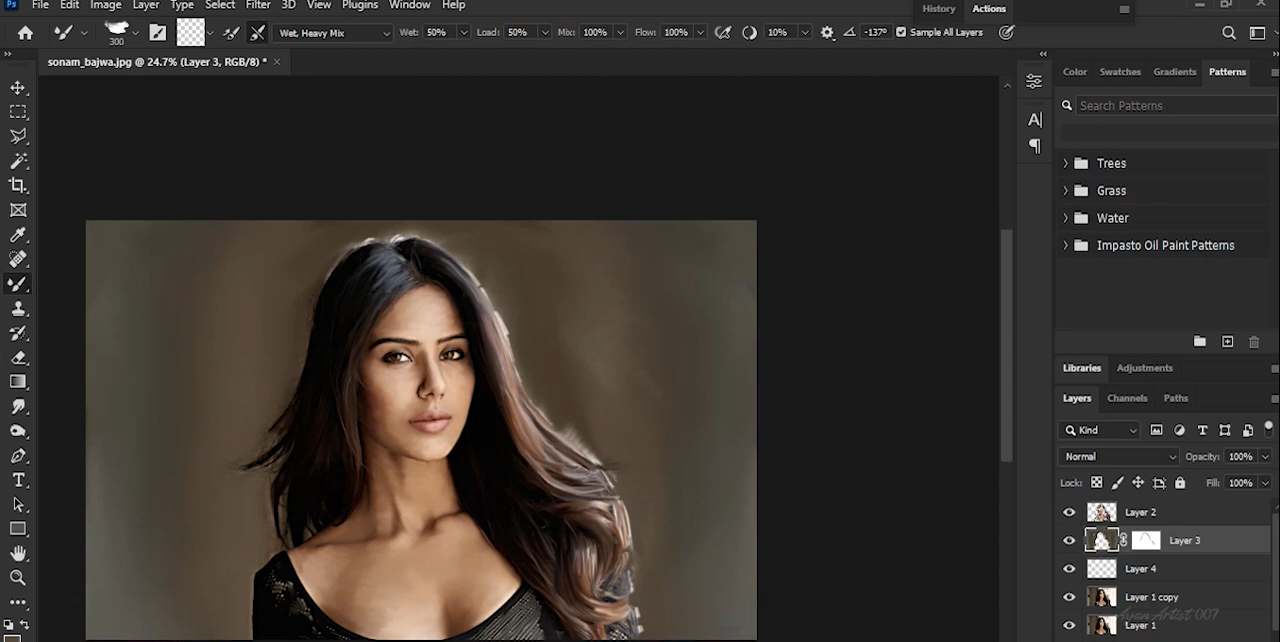 Ps File Edit Image Layer Type Select Filter 3D View Plugins Window Help
History Actions
300 Wet, Heavy Mix Wet: 50% Load: 50% Mix: 100% Flow: 100% 10% -137° Sample All Layers
sonam_bajwa.jpg @ 24.7% (Layer 3, RGB/8) * ×
Color Swatches Gradients Patterns
Search Patterns
Trees
Grass
Water
Impasto Oil Paint Patterns
Libraries Adjustments
Layers Channels Paths
Kind
Normal Opacity: 100%
Lock: Fill: 100%
Layer 2
Layer 3
Layer 4
Layer 1 copy
Ayan Artist 007
Layer 1